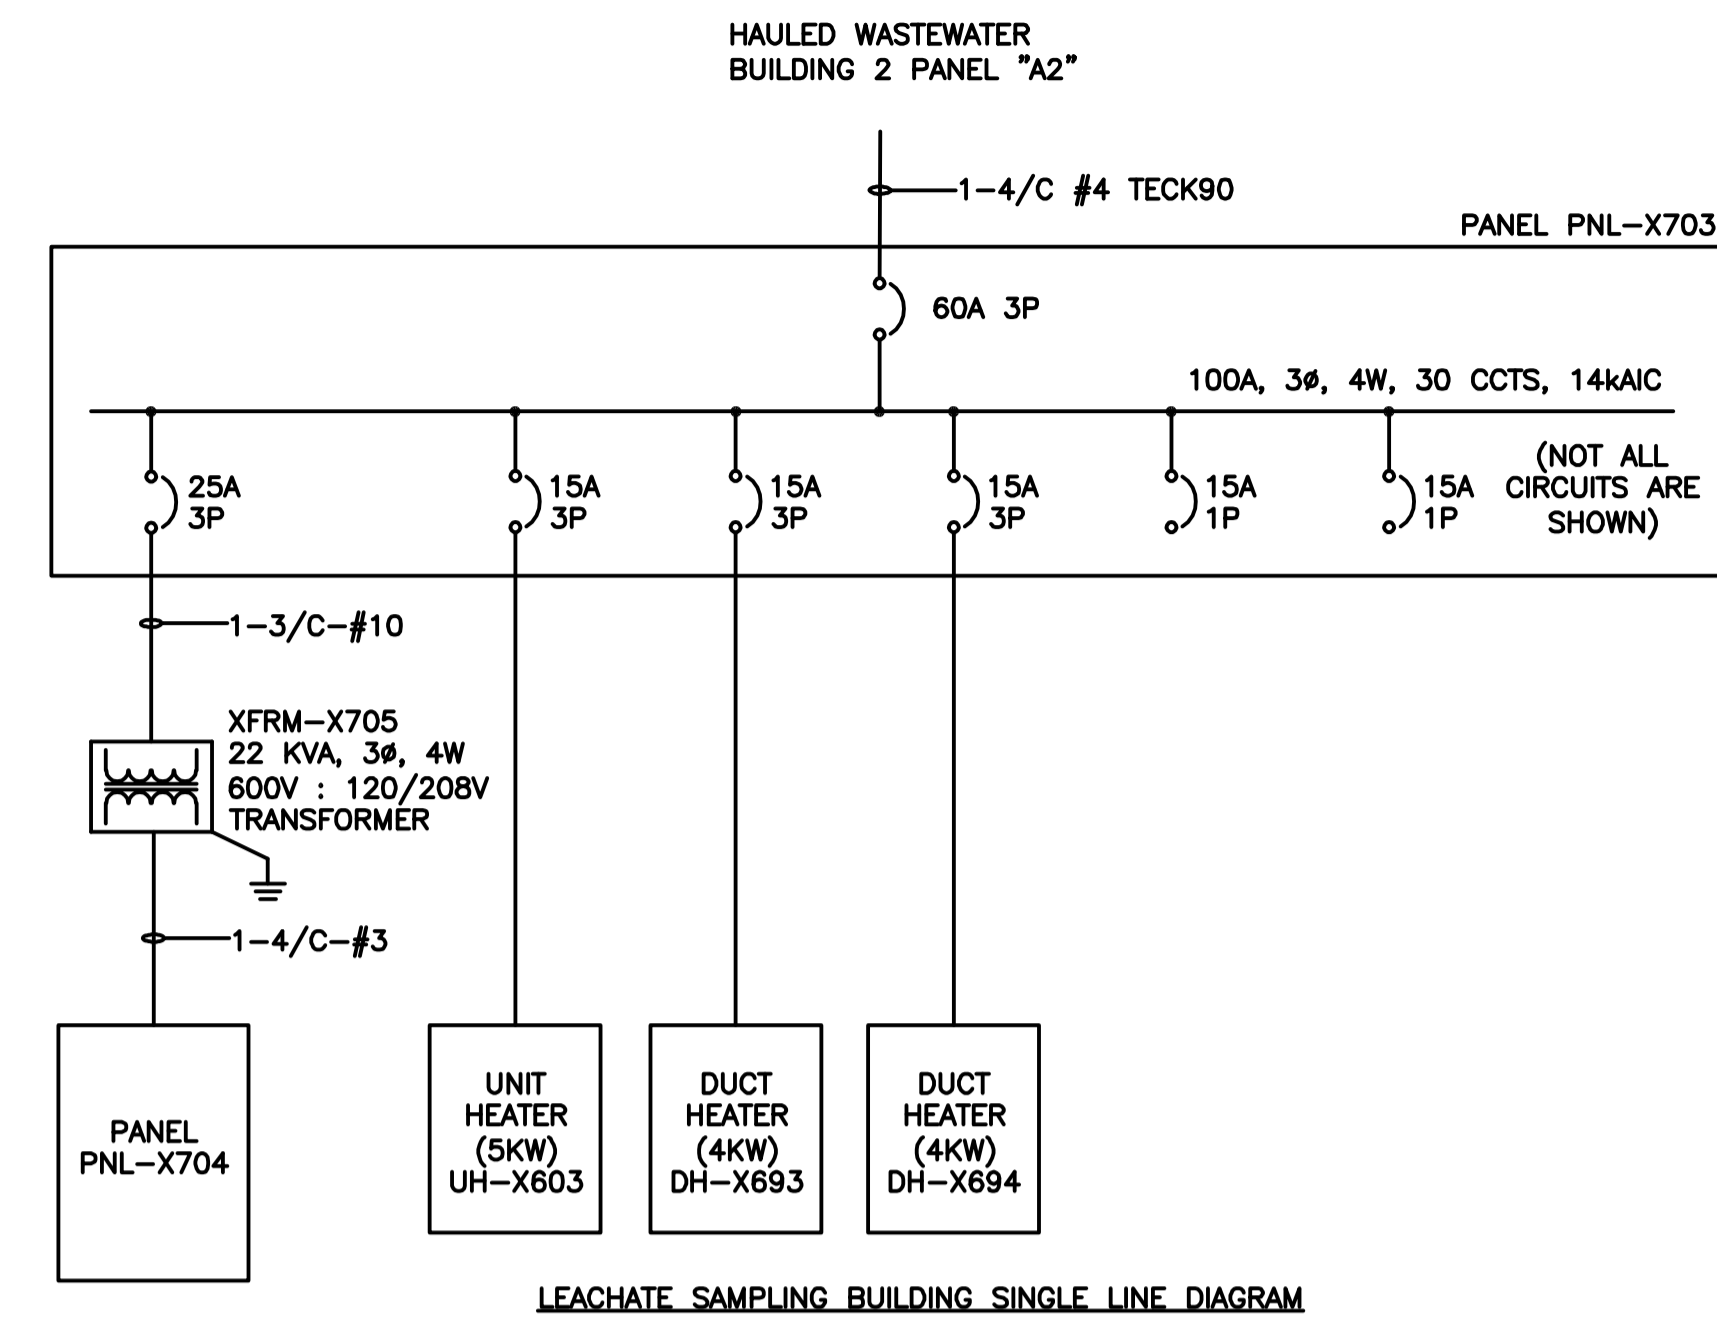 HAULED WASTEWATER
BUILDING 2 PANEL "A2"
1-4/C #4 TECK90
PANEL PNL-X703
60A 3P
100A, 3ø, 4W, 30 CCTS, 14kAIC
25A
3P
15A
3P
15A
3P
15A
3P
15A
1P
15A
1P
(NOT ALL
CIRCUITS ARE
SHOWN)
1-3/C-#10
XFRM-X705
22 KVA, 3ø, 4W
600V : 120/208V
TRANSFORMER
1-4/C-#3
PANEL
PNL-X704
UNIT
HEATER
(5KW)
UH-X603
DUCT
HEATER
(4KW)
DH-X693
DUCT
HEATER
(4KW)
DH-X694
LEACHATE SAMPLING BUILDING SINGLE LINE DIAGRAM